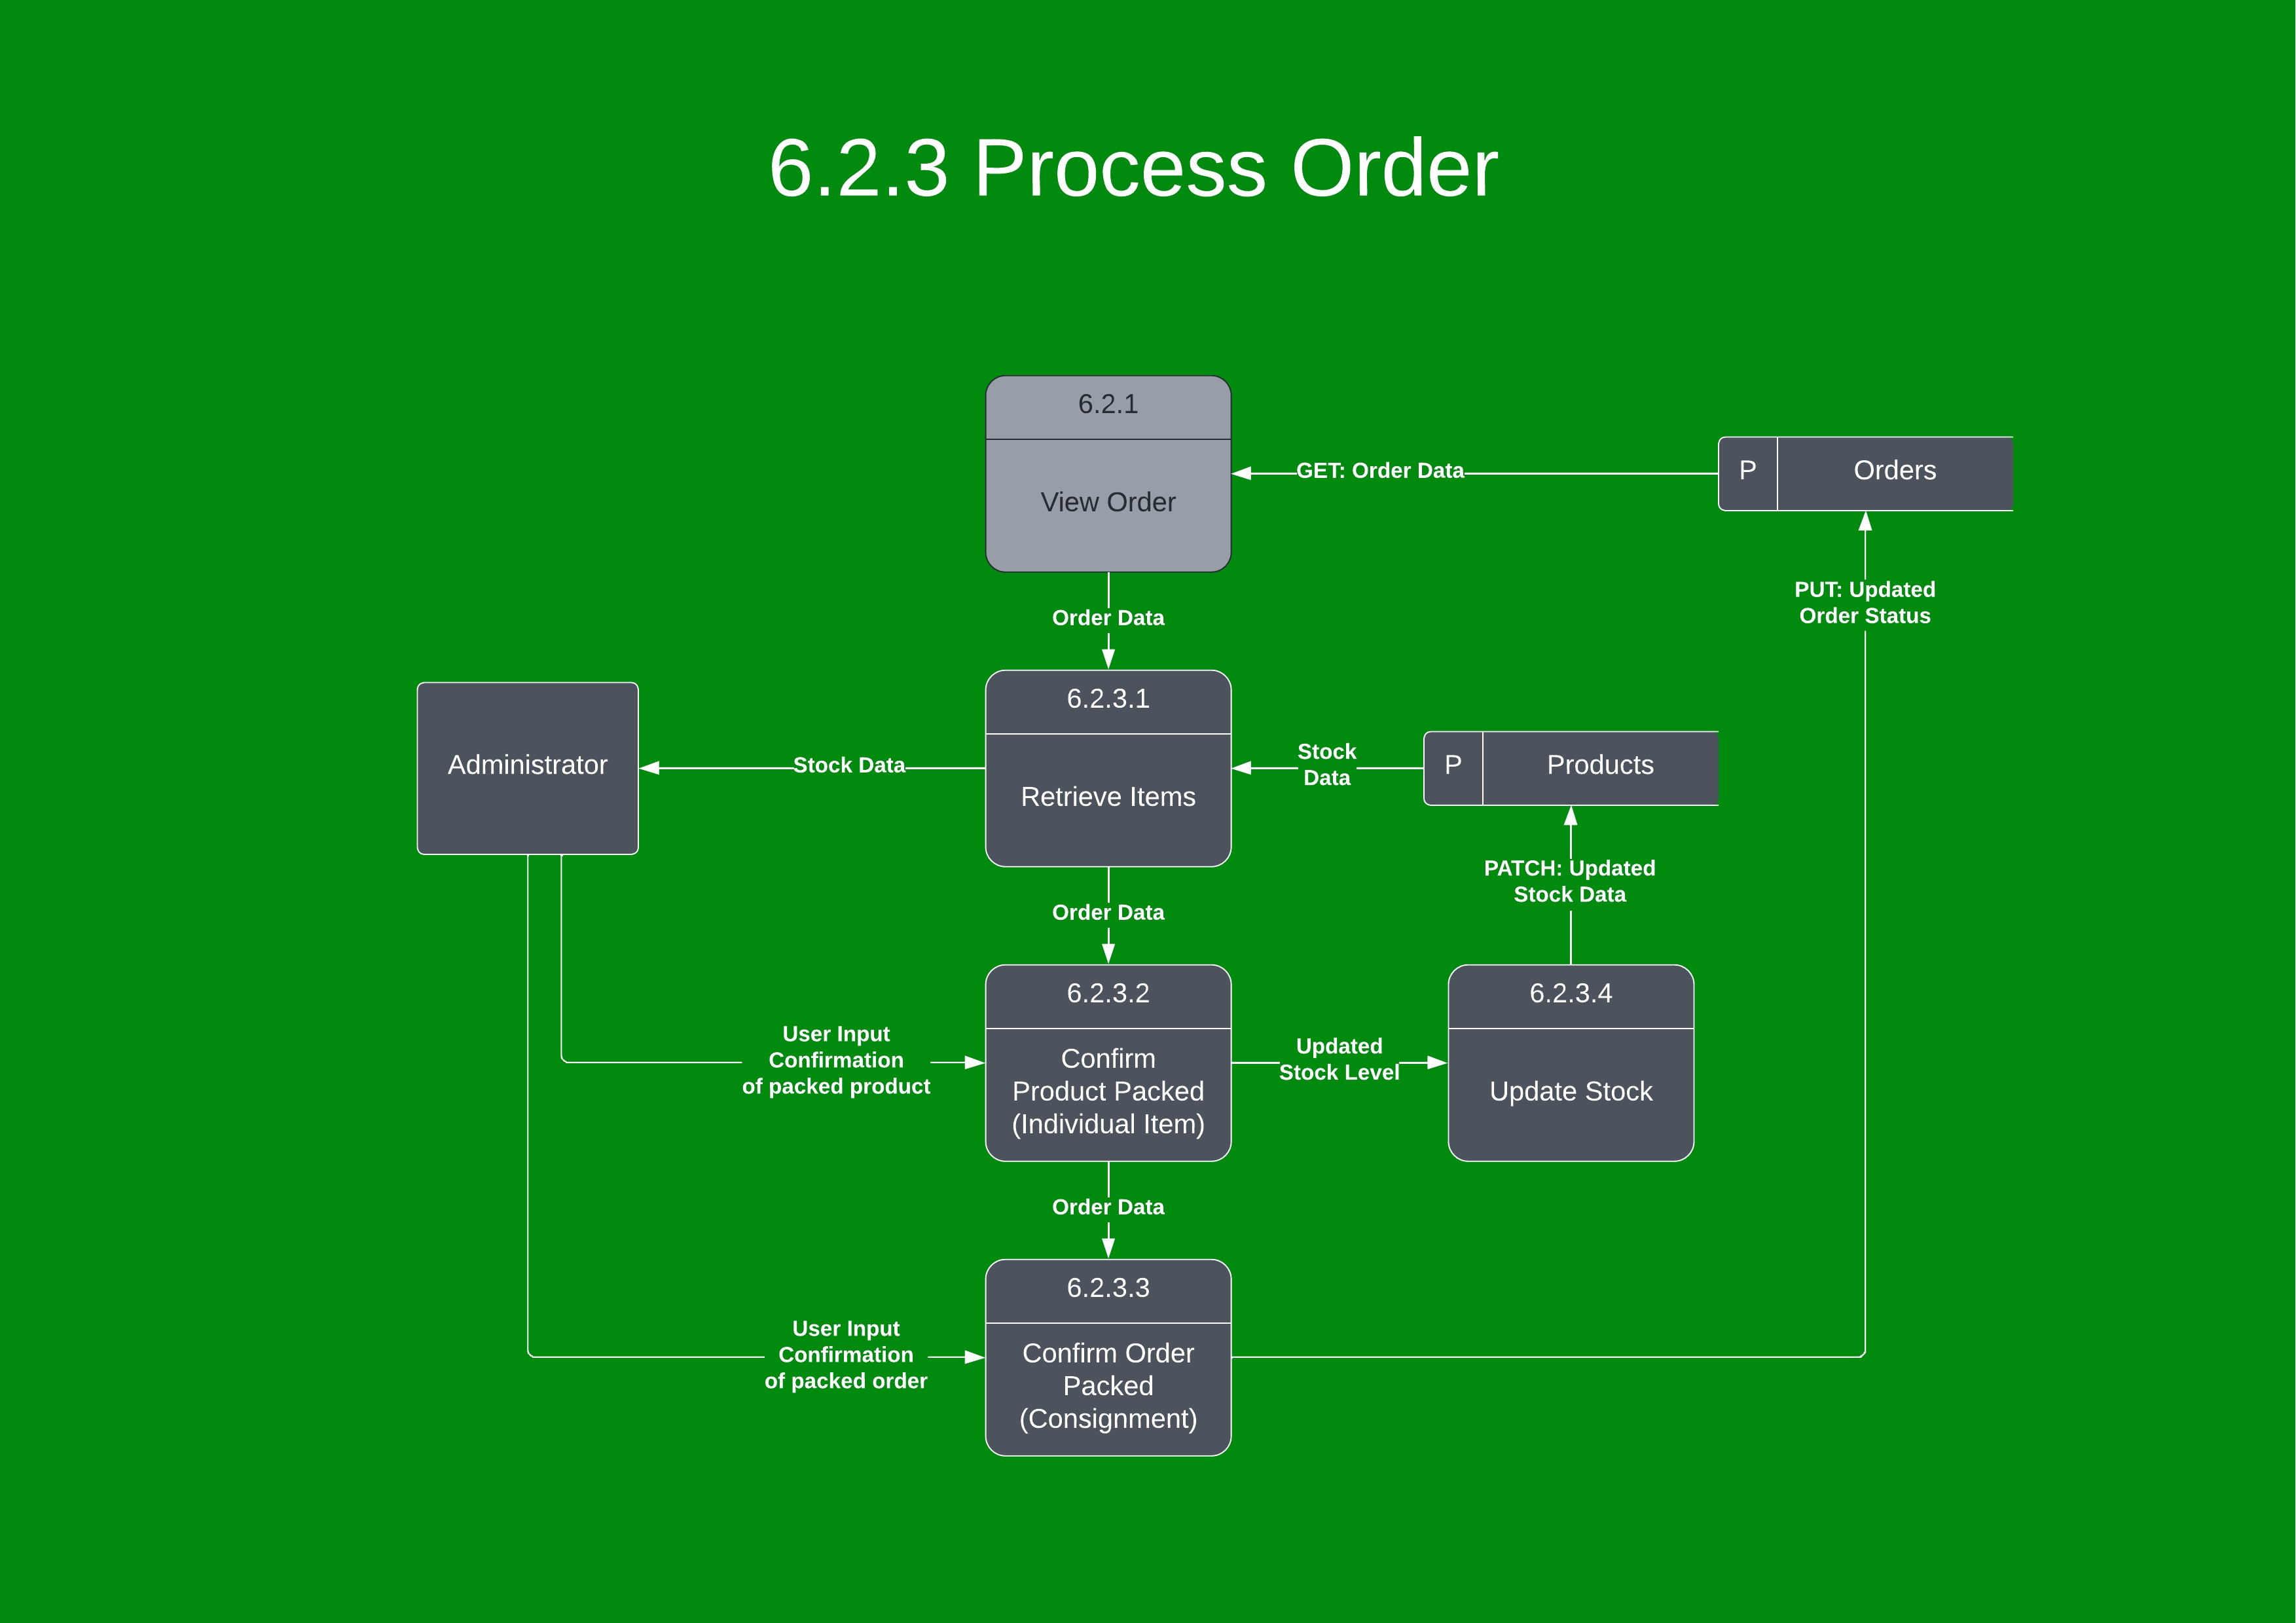 6.2.3 Process Order
6.2.1
View Order
GET: Order Data
P
Orders
Order Data
PUT: Updated
Order Status
Administrator
Stock Data
6.2.3.1
Retrieve Items
Stock
Data
P
Products
Order Data
PATCH: Updated
Stock Data
User Input
Confirmation
of packed product
6.2.3.2
Confirm
Product Packed
(Individual Item)
Updated
Stock Level
6.2.3.4
Update Stock
Order Data
User Input
Confirmation
of packed order
6.2.3.3
Confirm Order
Packed
(Consignment)